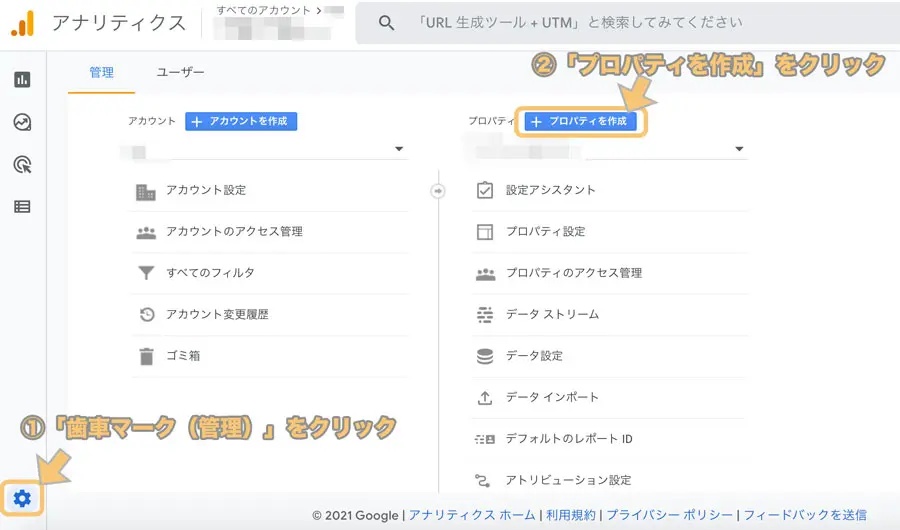 アナリティクス
すべてのアカウント >
「URL 生成ツール + UTM」と検索してみてください
管理
ユーザー
②「プロパティを作成」をクリック
アカウント
+ アカウントを作成
プロパティ
+ プロパティを作成
アカウント設定
アカウントのアクセス管理
すべてのフィルタ
アカウント変更履歴
ゴミ箱
設定アシスタント
プロパティ設定
プロパティのアクセス管理
データ ストリーム
データ設定
データ インポート
デフォルトのレポート ID
アトリビューション設定
①「歯車マーク（管理）」をクリック
© 2021 Google | アナリティクス ホーム | 利用規約 | プライバシー ポリシー | フィードバックを送信